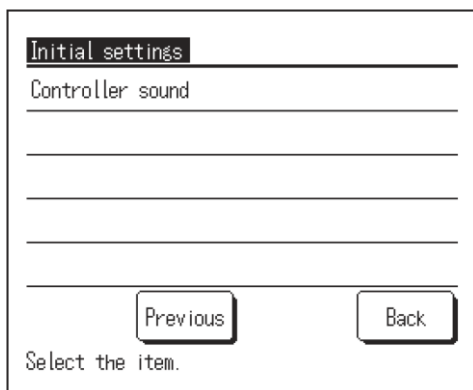 Initial settings
Controller sound
Previous Back
Select the item.